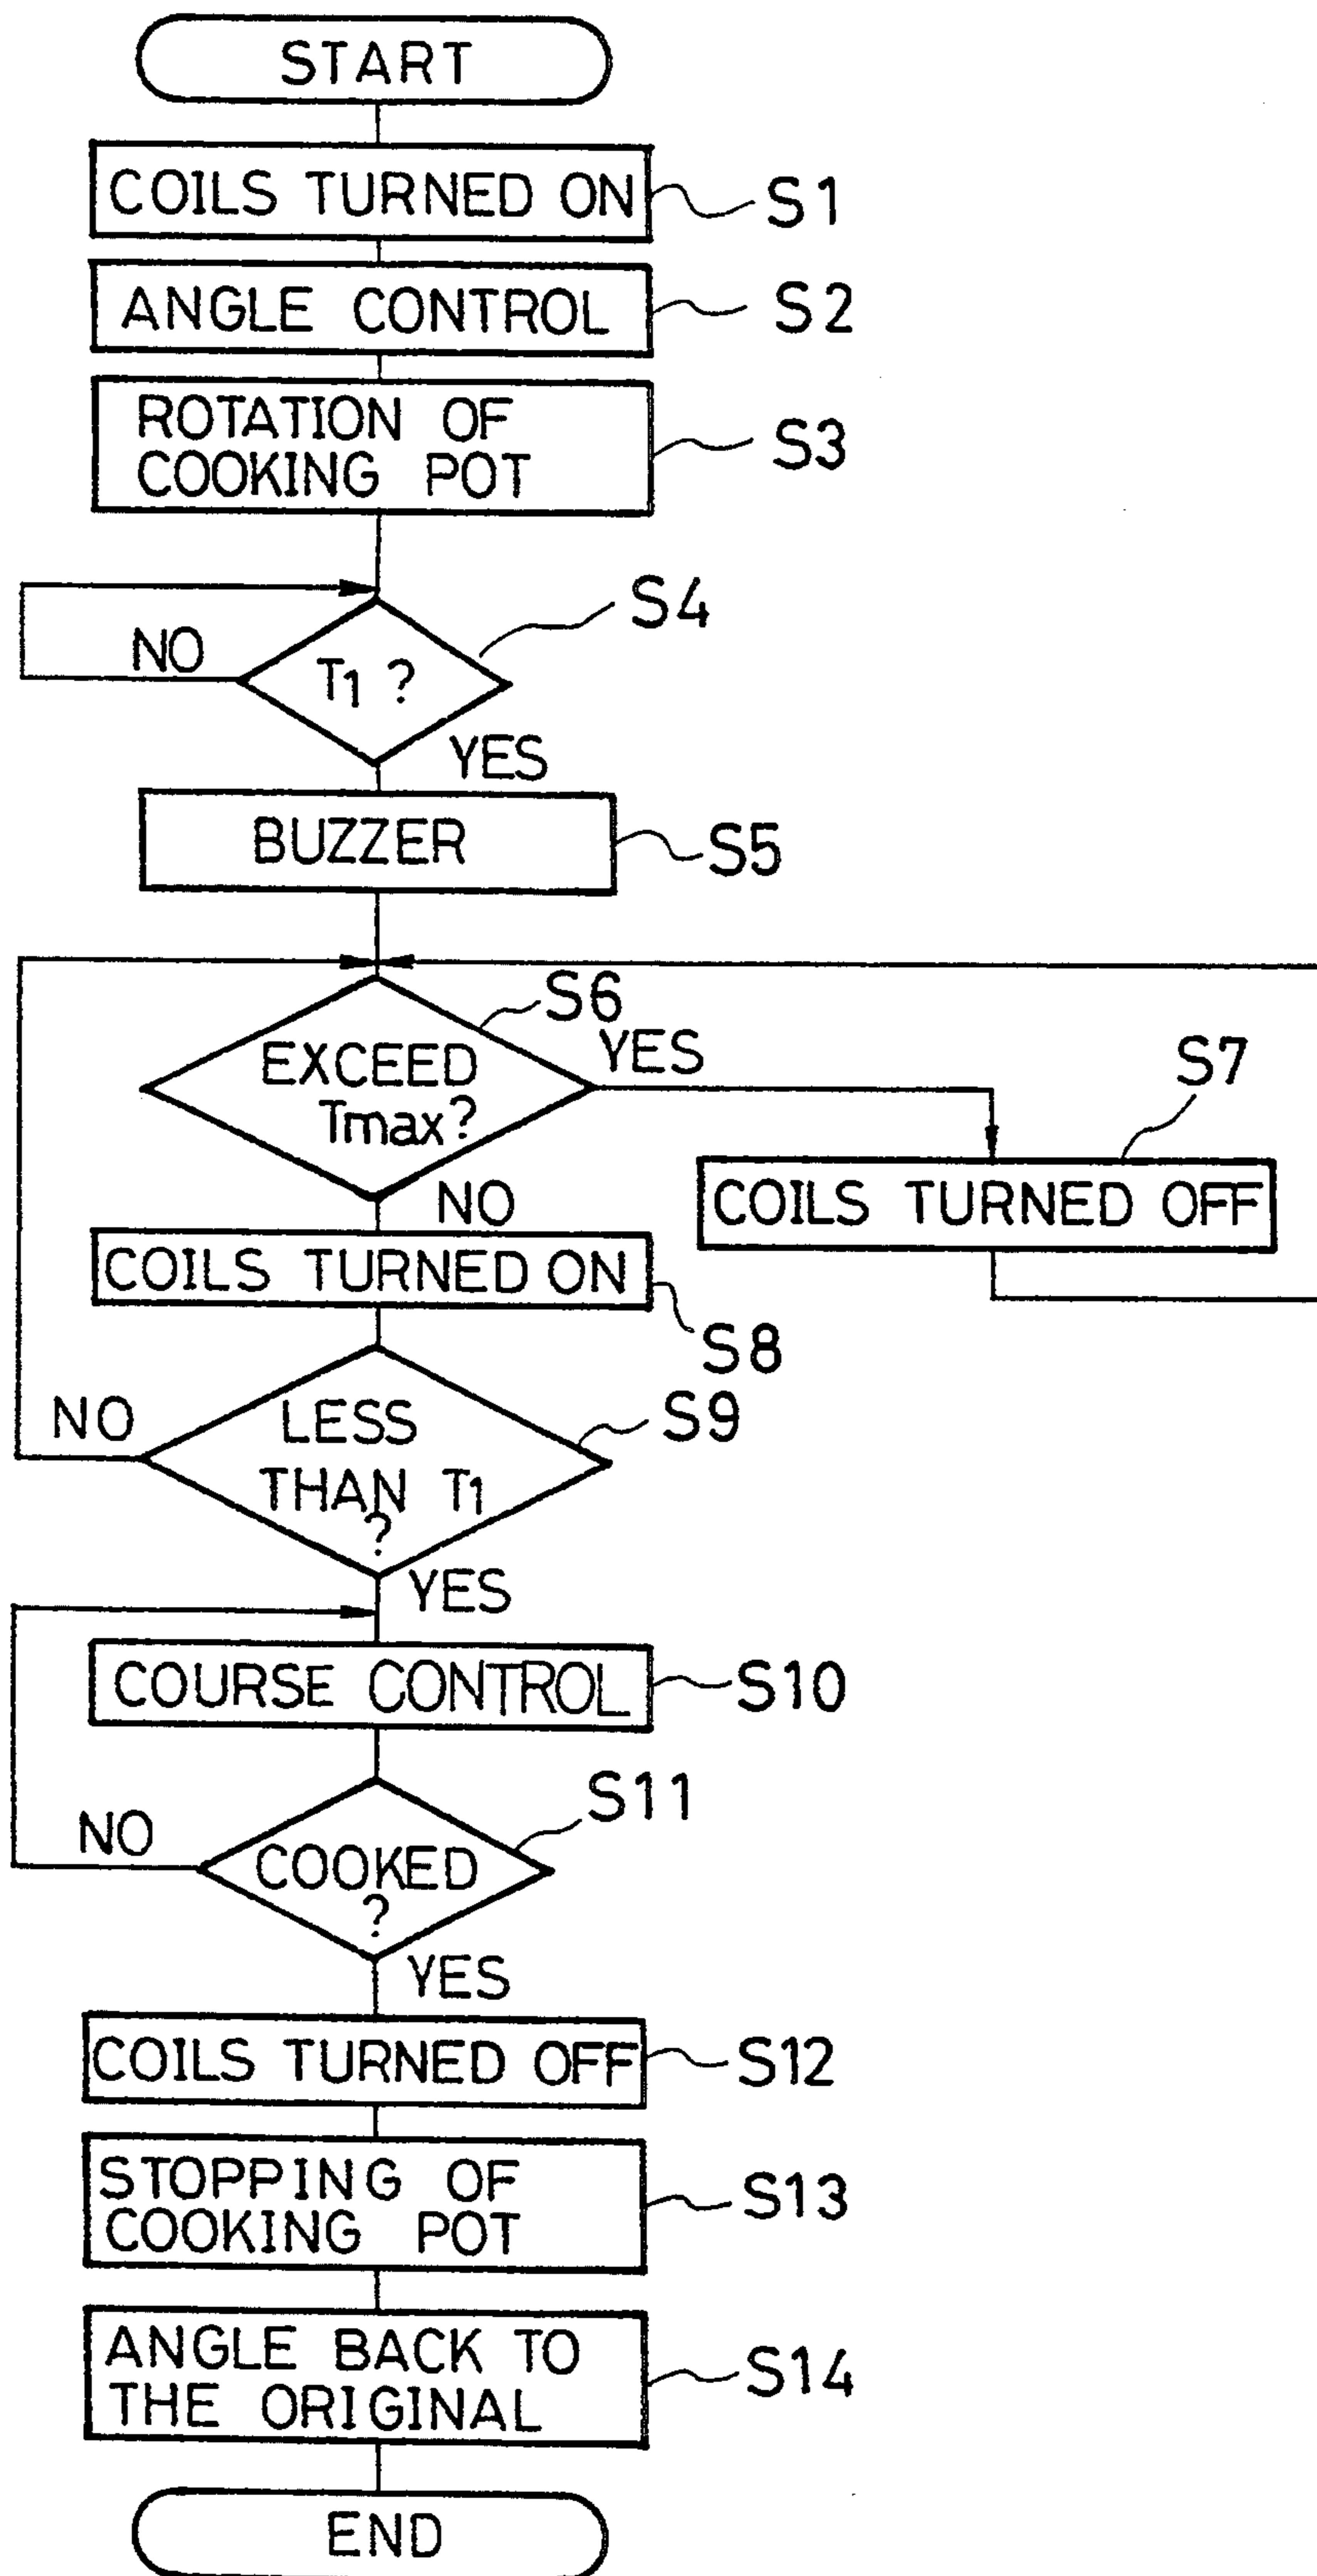 START
COILS TURNED ON
S1
ANGLE CONTROL
S2
ROTATION OF
COOKING POT
S3
S4
NO
T1 ?
YES
BUZZER
S5
S6
EXCEED
Tmax?
YES
S7
COILS TURNED OFF
NO
COILS TURNED ON
S8
NO
LESS
THAN T1
?
S9
YES
COURSE CONTROL
S10
S11
NO
COOKED
?
YES
COILS TURNED OFF
S12
STOPPING OF
COOKING POT
S13
ANGLE BACK TO
THE ORIGINAL
S14
END